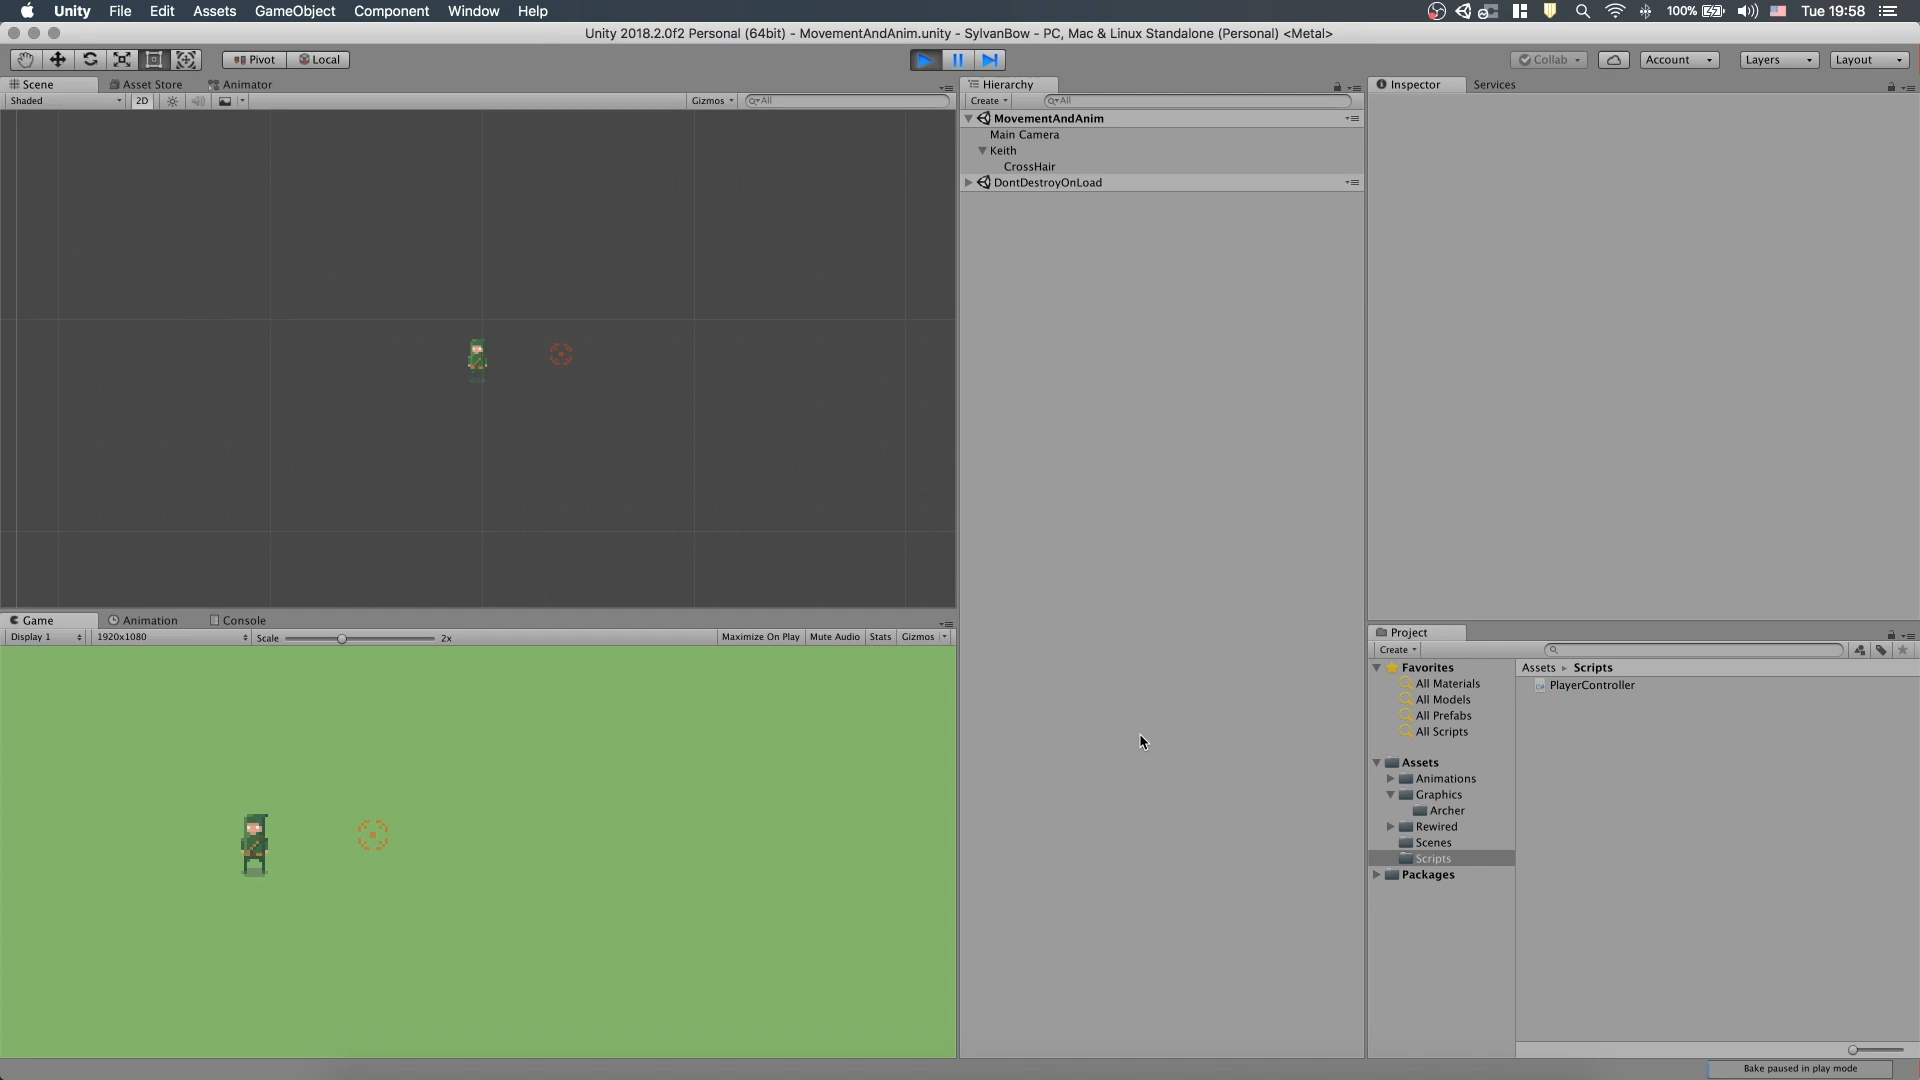 Unity File Edit Assets GameObject Component Window Help 100% Tue 19:58
Unity 2018.2.0f2 Personal (64bit) - MovementAndAnim.unity - SylvanBow - PC, Mac & Linux Standalone (Personal) <Metal>
Pivot Local Collab Account Layers Layout
Scene Asset Store Animator Hierarchy Inspector Services
Shaded 2D Gizmos All Create All
MovementAndAnim
Main Camera
Keith
CrossHair
DontDestroyOnLoad
Game Animation Console
Display 1 1920x1080 Scale 2x Maximize On Play Mute Audio Stats Gizmos
Project
Create
Favorites
All Materials
All Models
All Prefabs
All Scripts
Assets
Animations
Graphics
Archer
Rewired
Scenes
Scripts
Packages
Assets Scripts
PlayerController
Bake paused in play mode